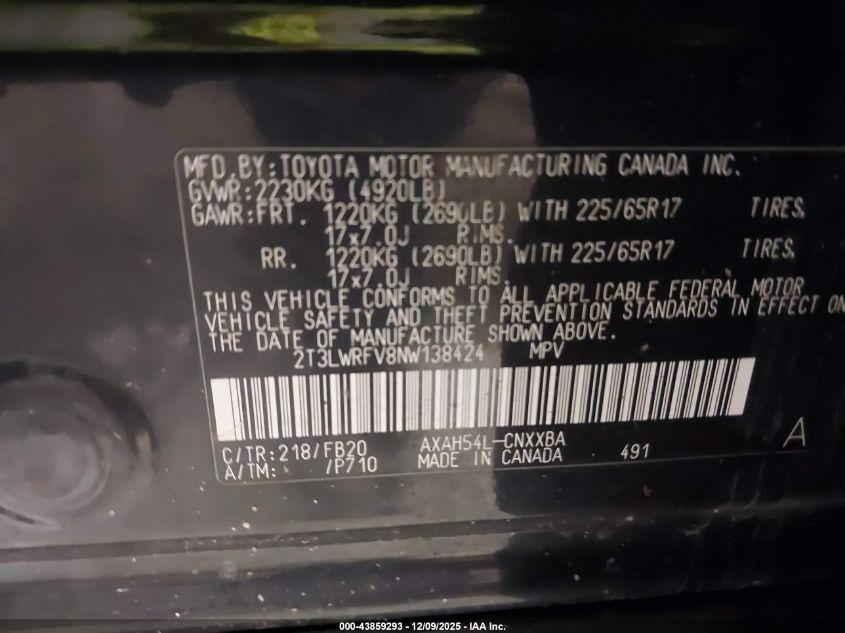 MFD.BY:TOYOTA MOTOR MANUFACTURING CANADA INC.
GVWR:2230KG (4920LB)
GAWR:FRT. 1220KG (2690LB) WITH 225/65R17 TIRES.
17x7.0J RIMS.
RR. 1220KG (2690LB) WITH 225/65R17 TIRES.
17x7.0J RIMS.
THIS VEHICLE CONFORMS TO ALL APPLICABLE FEDERAL MOTOR
VEHICLE SAFETY AND THEFT PREVENTION STANDARDS IN EFFECT ON
THE DATE OF MANUFACTURE SHOWN ABOVE.
2T3LWRFV8NW138424 MPV
C/TR:218/FB20 AXAH54L-CNXXBA A
A/TM: /P710 MADE IN CANADA 491
000-43859293 - 12/09/2025 - IAA Inc.